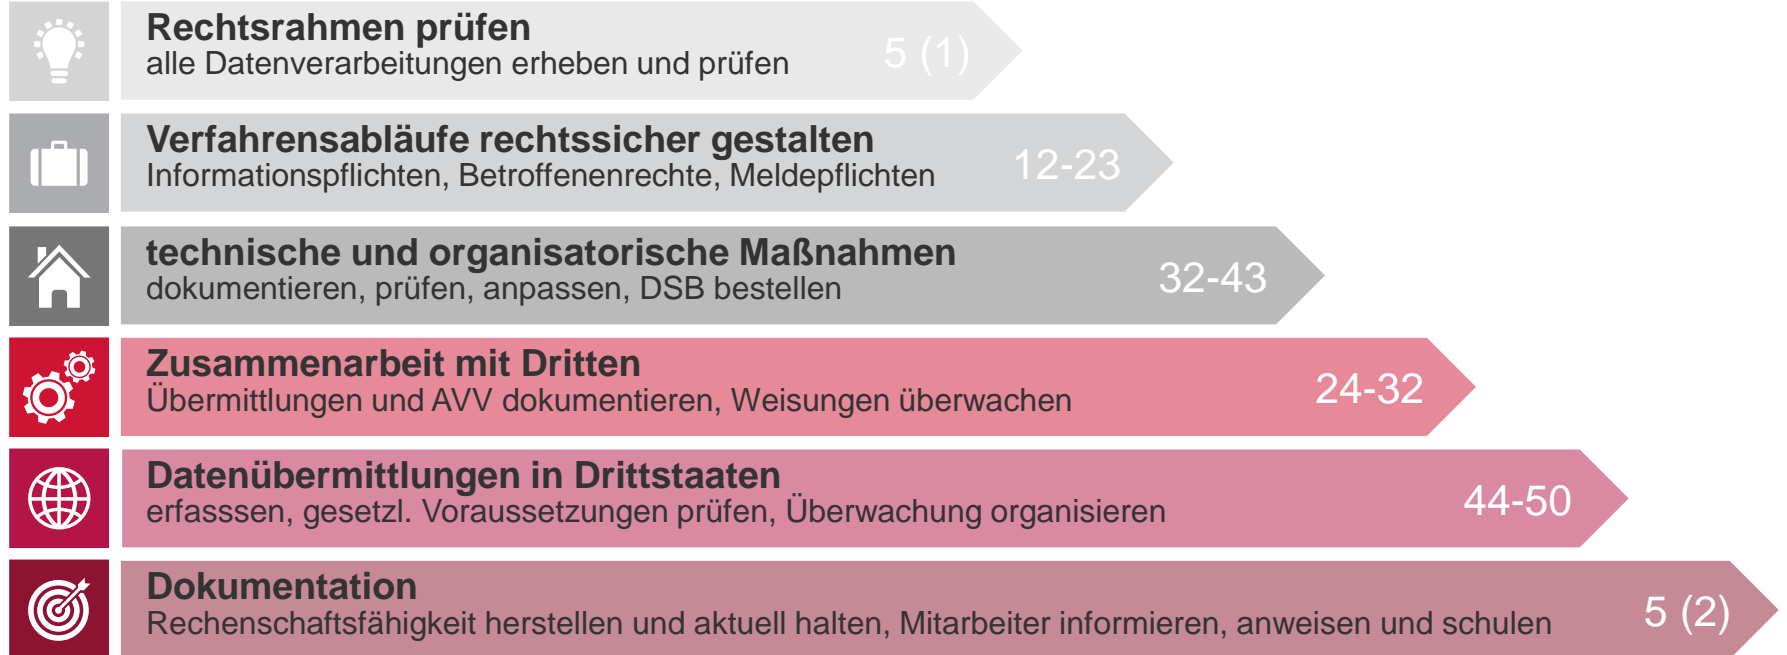 Rechtsrahmen prüfen
alle Datenverarbeitungen erheben und prüfen
5 (1)
Verfahrensabläufe rechtssicher gestalten
Informationspflichten, Betroffenenrechte, Meldepflichten
12-23
technische und organisatorische Maßnahmen
dokumentieren, prüfen, anpassen, DSB bestellen
32-43
Zusammenarbeit mit Dritten
Übermittlungen und AVV dokumentieren, Weisungen überwachen
24-32
Datenübermittlungen in Drittstaaten
erfasssen, gesetzl. Voraussetzungen prüfen, Überwachung organisieren
44-50
Dokumentation
Rechenschaftsfähigkeit herstellen und aktuell halten, Mitarbeiter informieren, anweisen und schulen
5 (2)